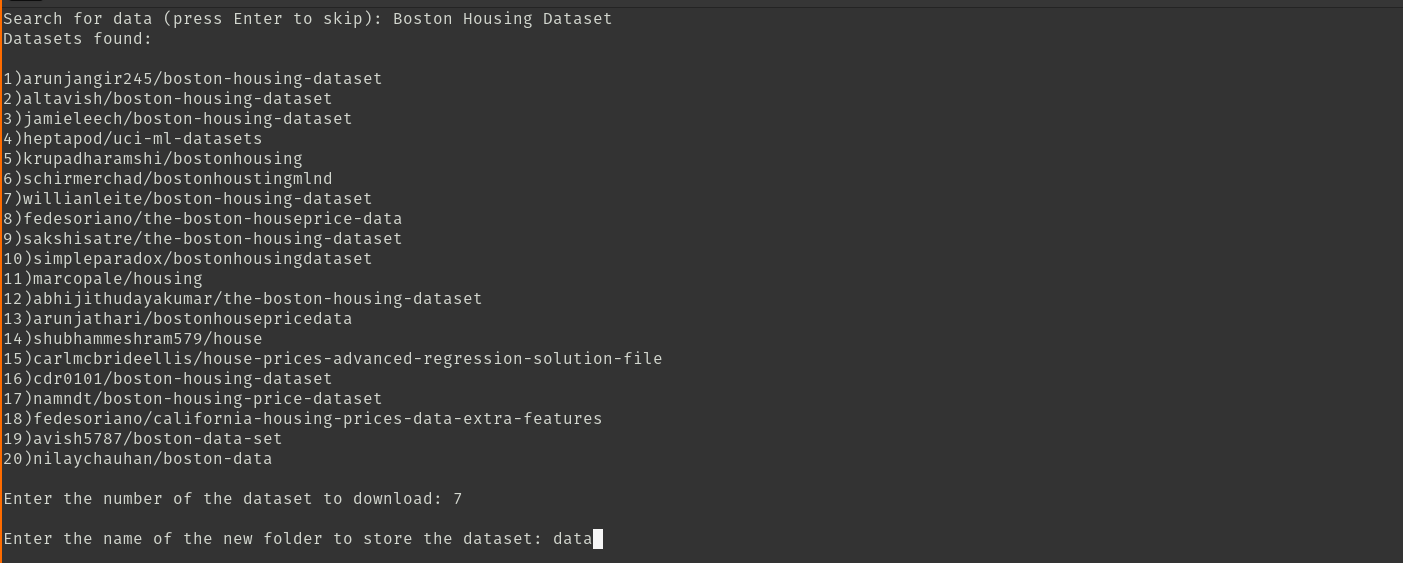 Search for data (press Enter to skip): Boston Housing Dataset
Datasets found:
1)arunjangir245/boston-housing-dataset
2)altavish/boston-housing-dataset
3)jamieleech/boston-housing-dataset
4)heptapod/uci-ml-datasets
5)krupadharamshi/bostonhousing
6)schirmerchad/bostonhoustingmlnd
7)willianleite/boston-housing-dataset
8)fedesoriano/the-boston-houseprice-data
9)sakshisatre/the-boston-housing-dataset
10)simpleparadox/bostonhousingdataset
11)marcopale/housing
12)abhijithudayakumar/the-boston-housing-dataset
13)arunjathari/bostonhousepricedata
14)shubhammeshram579/house
15)carlmcbrideellis/house-prices-advanced-regression-solution-file
16)cdr0101/boston-housing-dataset
17)namndt/boston-housing-price-dataset
18)fedesoriano/california-housing-prices-data-extra-features
19)avish5787/boston-data-set
20)nilaychauhan/boston-data
Enter the number of the dataset to download: 7
Enter the name of the new folder to store the dataset: data